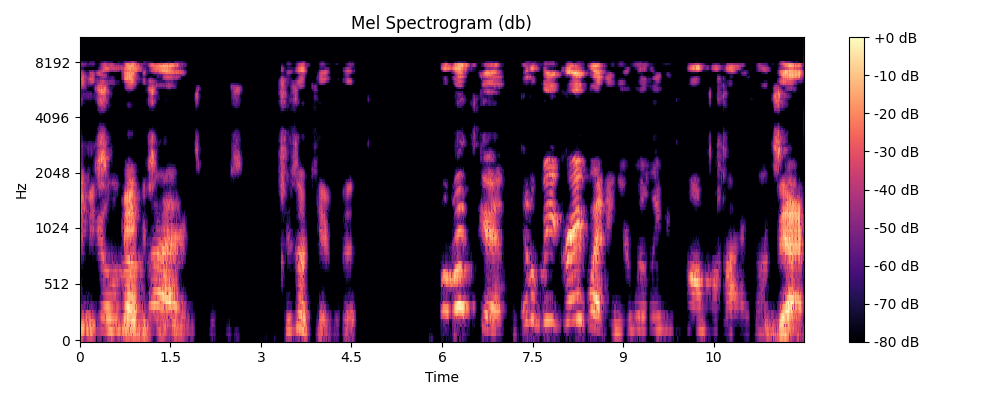 Mel Spectrogram (db)
8192
4096
2048
1024
512
0
Hz
0 1.5 3 4.5 6 7.5 9 10
Time
+0 dB
-10 dB
-20 dB
-30 dB
-40 dB
-50 dB
-60 dB
-70 dB
-80 dB